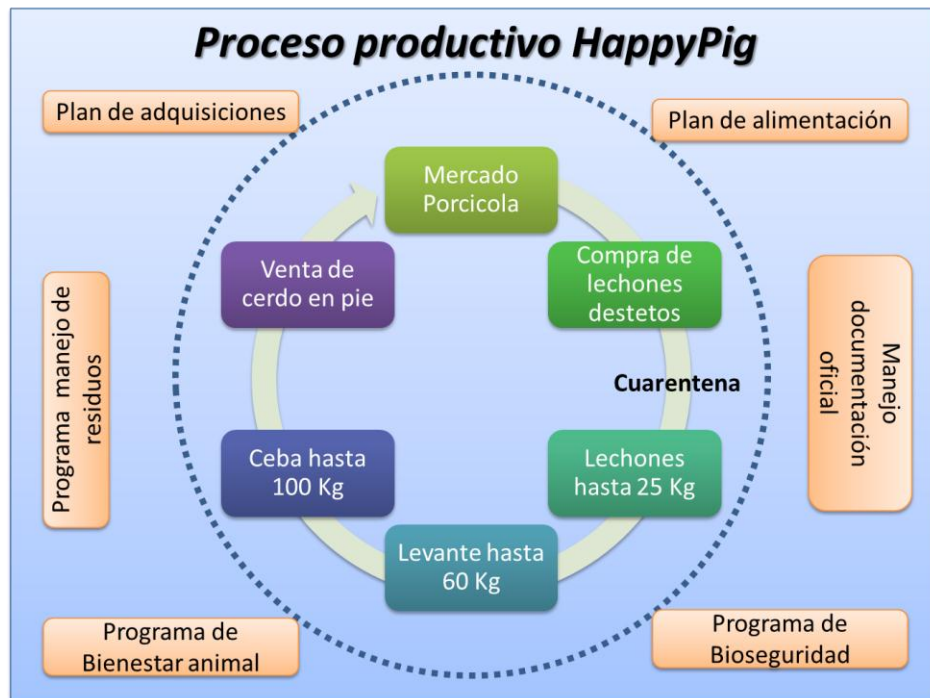 Proceso productivo HappyPig
Plan de adquisiciones
Plan de alimentación
Mercado
Porcicola
Compra de
lechones
destetos
Venta de
cerdo en pie
Cuarentena
Manejo
documentación
oficial
Programa manejo de
residuos
Lechones
hasta 25 Kg
Ceba hasta
100 Kg
Levante hasta
60 Kg
Programa de
Bienestar animal
Programa de
Bioseguridad